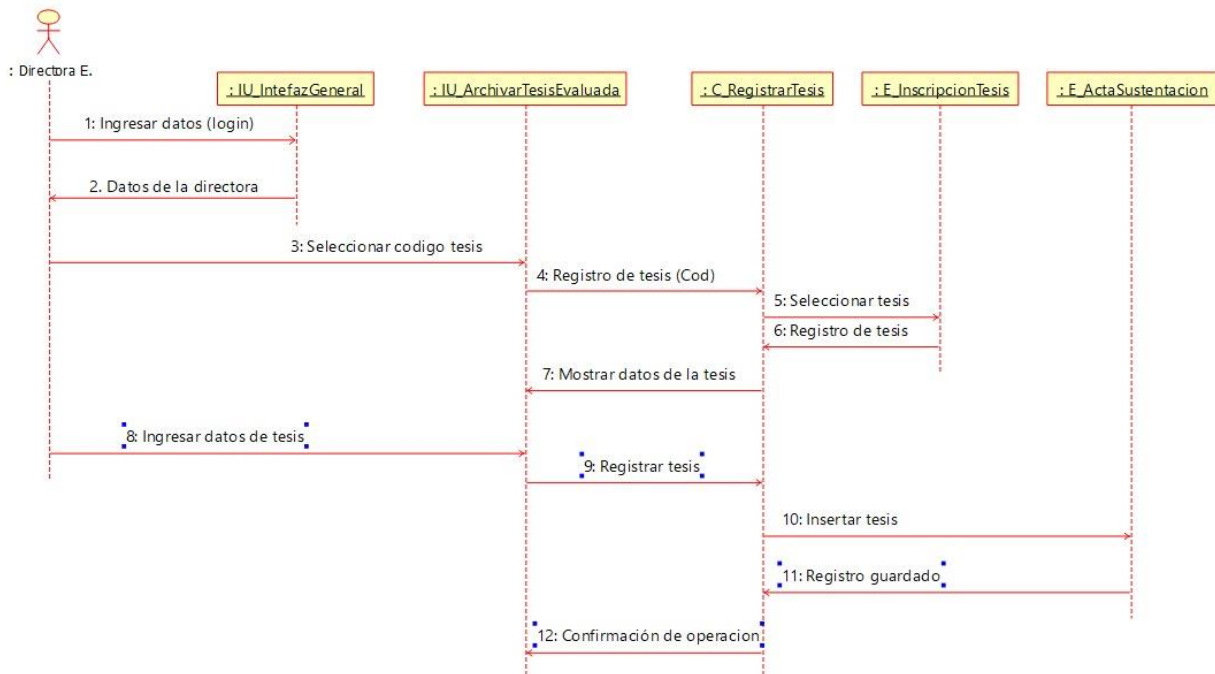 : Directora E.
: IU_IntefazGeneral
: IU_ArchivarTesisEvaluada
: C_RegistrarTesis
: E_InscripcionTesis
: E_ActaSustentacion
1: Ingresar datos (login)
2. Datos de la directora
3: Seleccionar codigo tesis
4: Registro de tesis (Cod)
5: Seleccionar tesis
6: Registro de tesis
7: Mostrar datos de la tesis
8: Ingresar datos de tesis
9: Registrar tesis
10: Insertar tesis
11: Registro guardado
12: Confirmación de operacion